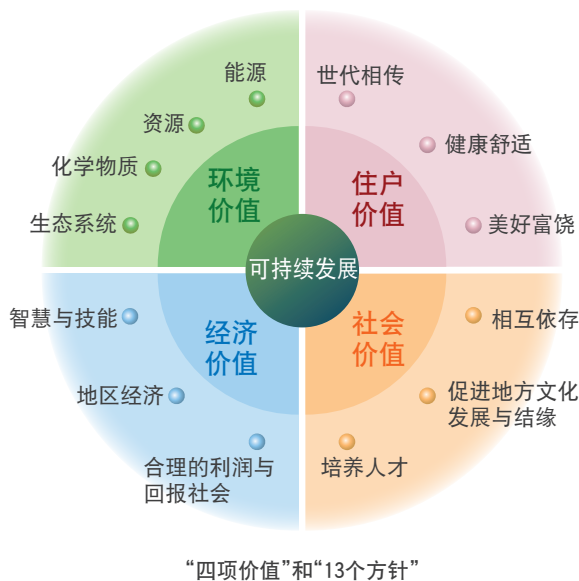 能源
资源
化学物质
生态系统
环境
价值
世代相传
健康舒适
美好富饶
住户
价值
可持续发展
智慧与技能
地区经济
合理的利润与
回报社会
经济
价值
相互依存
促进地方文化
发展与结缘
培养人才
社会
价值
“四项价值”和“13个方针”